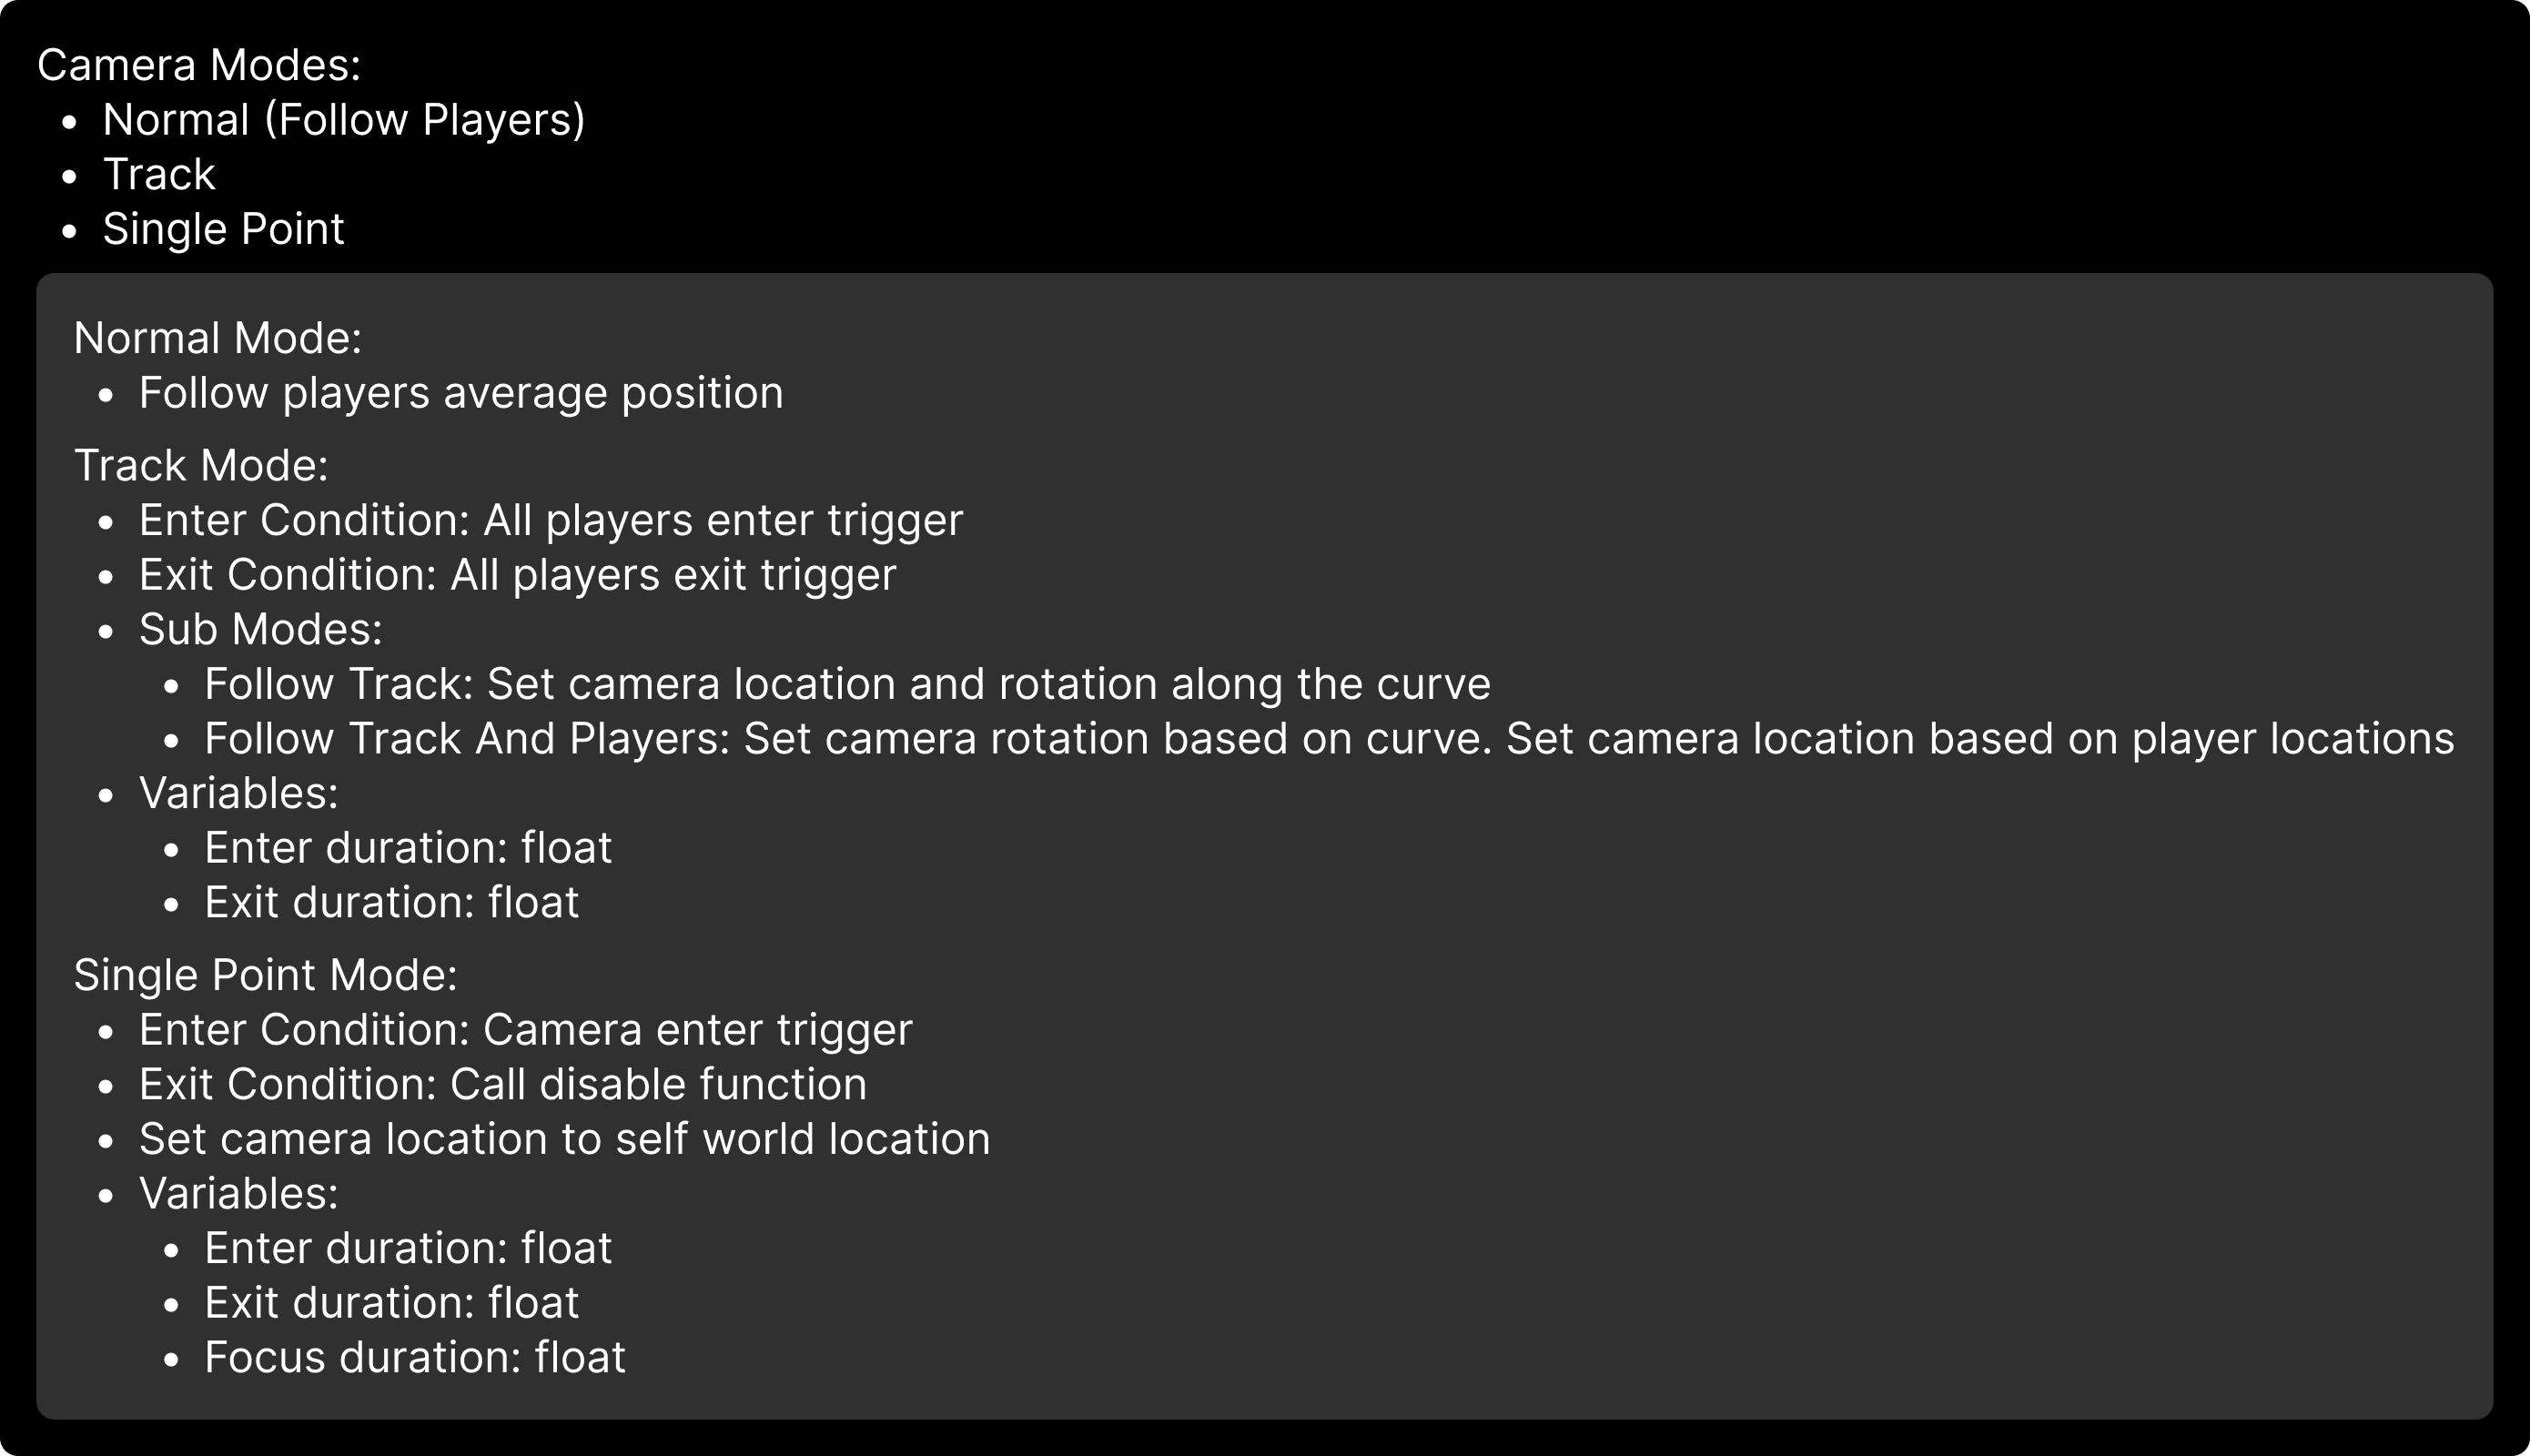 Camera Modes:
• Normal (Follow Players)
• Track
• Single Point
Normal Mode:
• Follow players average position
Track Mode:
• Enter Condition: All players enter trigger
• Exit Condition: All players exit trigger
• Sub Modes:
• Follow Track: Set camera location and rotation along the curve
• Follow Track And Players: Set camera rotation based on curve. Set camera location based on player locations
• Variables:
• Enter duration: float
• Exit duration: float
Single Point Mode:
• Enter Condition: Camera enter trigger
• Exit Condition: Call disable function
• Set camera location to self world location
• Variables:
• Enter duration: float
• Exit duration: float
• Focus duration: float